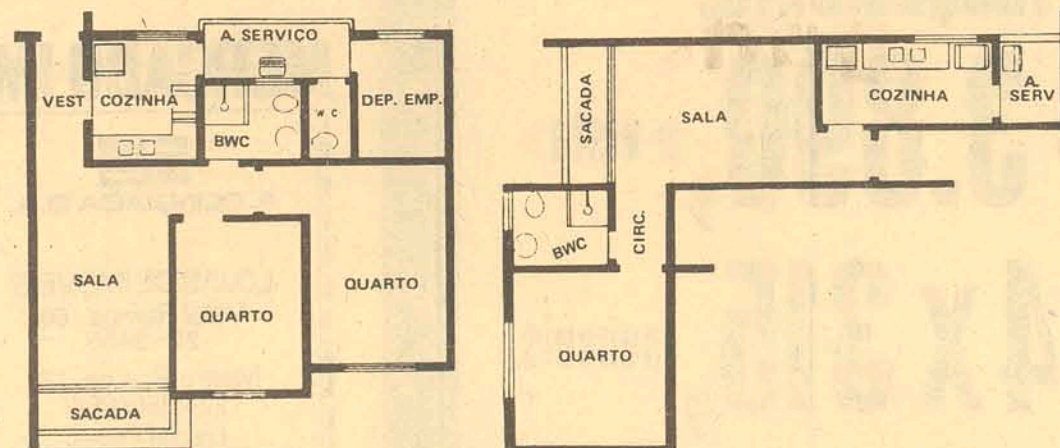 A. SERVIÇO
VEST
COZINHA
BWC
W C
DEP. EMP.
SALA
QUARTO
QUARTO
SACADA
SACADA
SALA
COZINHA
A.
SERV
BWC
CIRC.
QUARTO